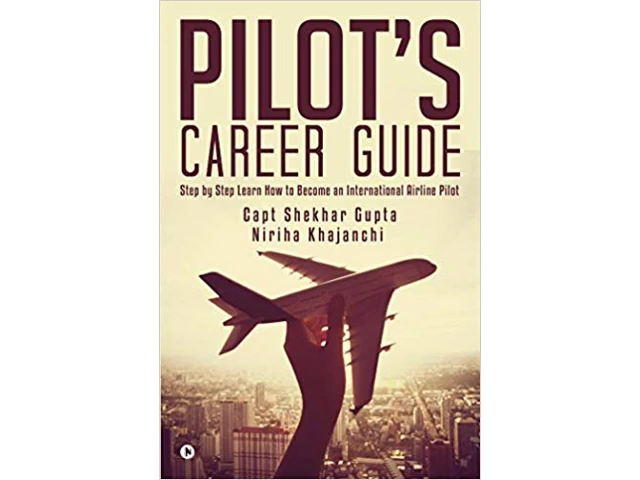 PILOT'S
CAREER GUIDE
Step by Step Learn How to Become an International Airline Pilot
Capt Shekhar Gupta
Niriha Khajanchi
N